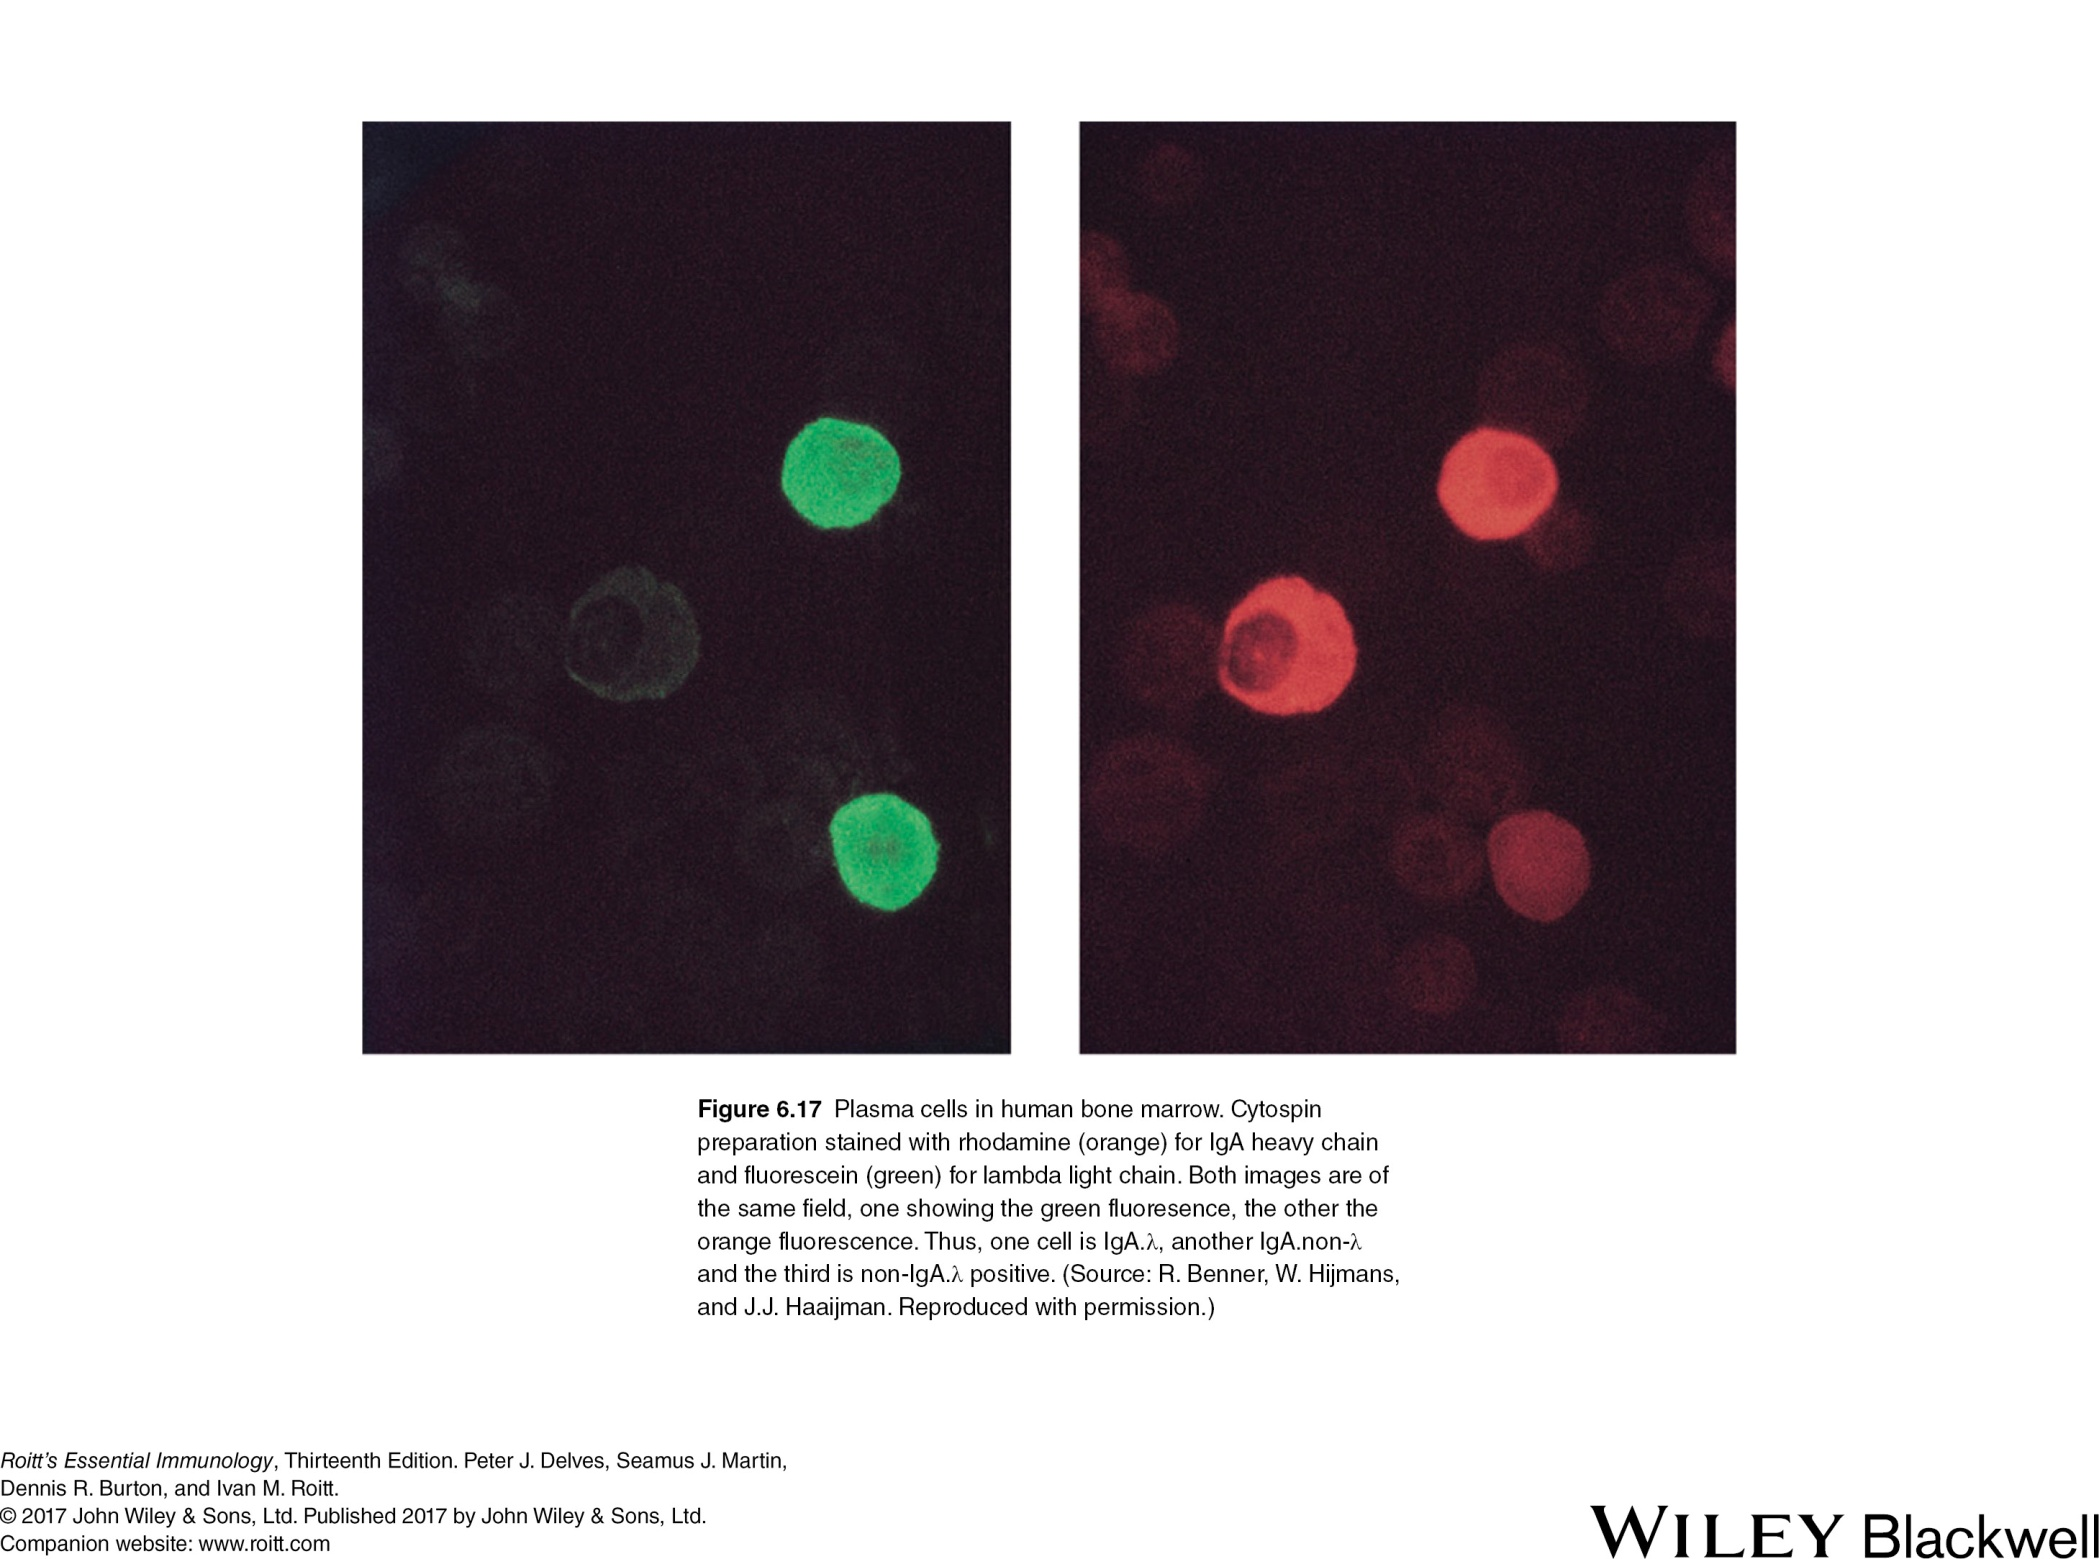 Figure 6.17 Plasma cells in human bone marrow. Cytospin
preparation stained with rhodamine (orange) for IgA heavy chain
and fluorescein (green) for lambda light chain. Both images are of
the same field, one showing the green fluoresence, the other the
orange fluorescence. Thus, one cell is IgA.λ, another IgA.non-λ
and the third is non-IgA.λ positive. (Source: R. Benner, W. Hijmans,
and J.J. Haaijman. Reproduced with permission.)
Roitt’s Essential Immunology, Thirteenth Edition. Peter J. Delves, Seamus J. Martin,
Dennis R. Burton, and Ivan M. Roitt.
© 2017 John Wiley & Sons, Ltd. Published 2017 by John Wiley & Sons, Ltd.
Companion website: www.roitt.com
WILEY Blackwell